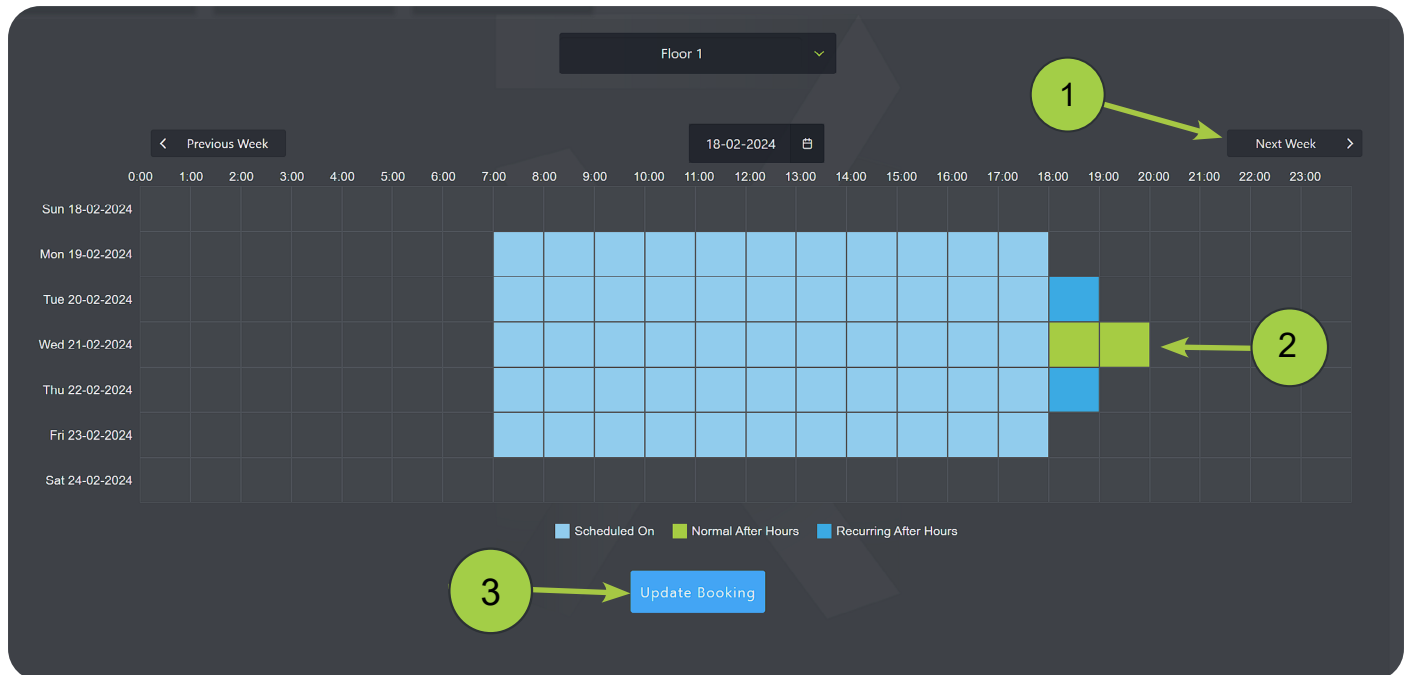 Floor 1
1
Previous Week
18-02-2024
Next Week
0:00 1:00 2:00 3:00 4:00 5:00 6:00 7:00 8:00 9:00 10:00 11:00 12:00 13:00 14:00 15:00 16:00 17:00 18:00 19:00 20:00 21:00 22:00 23:00
Sun 18-02-2024
Mon 19-02-2024
Tue 20-02-2024
Wed 21-02-2024
2
Thu 22-02-2024
Fri 23-02-2024
Sat 24-02-2024
Scheduled On Normal After Hours Recurring After Hours
3
Update Booking